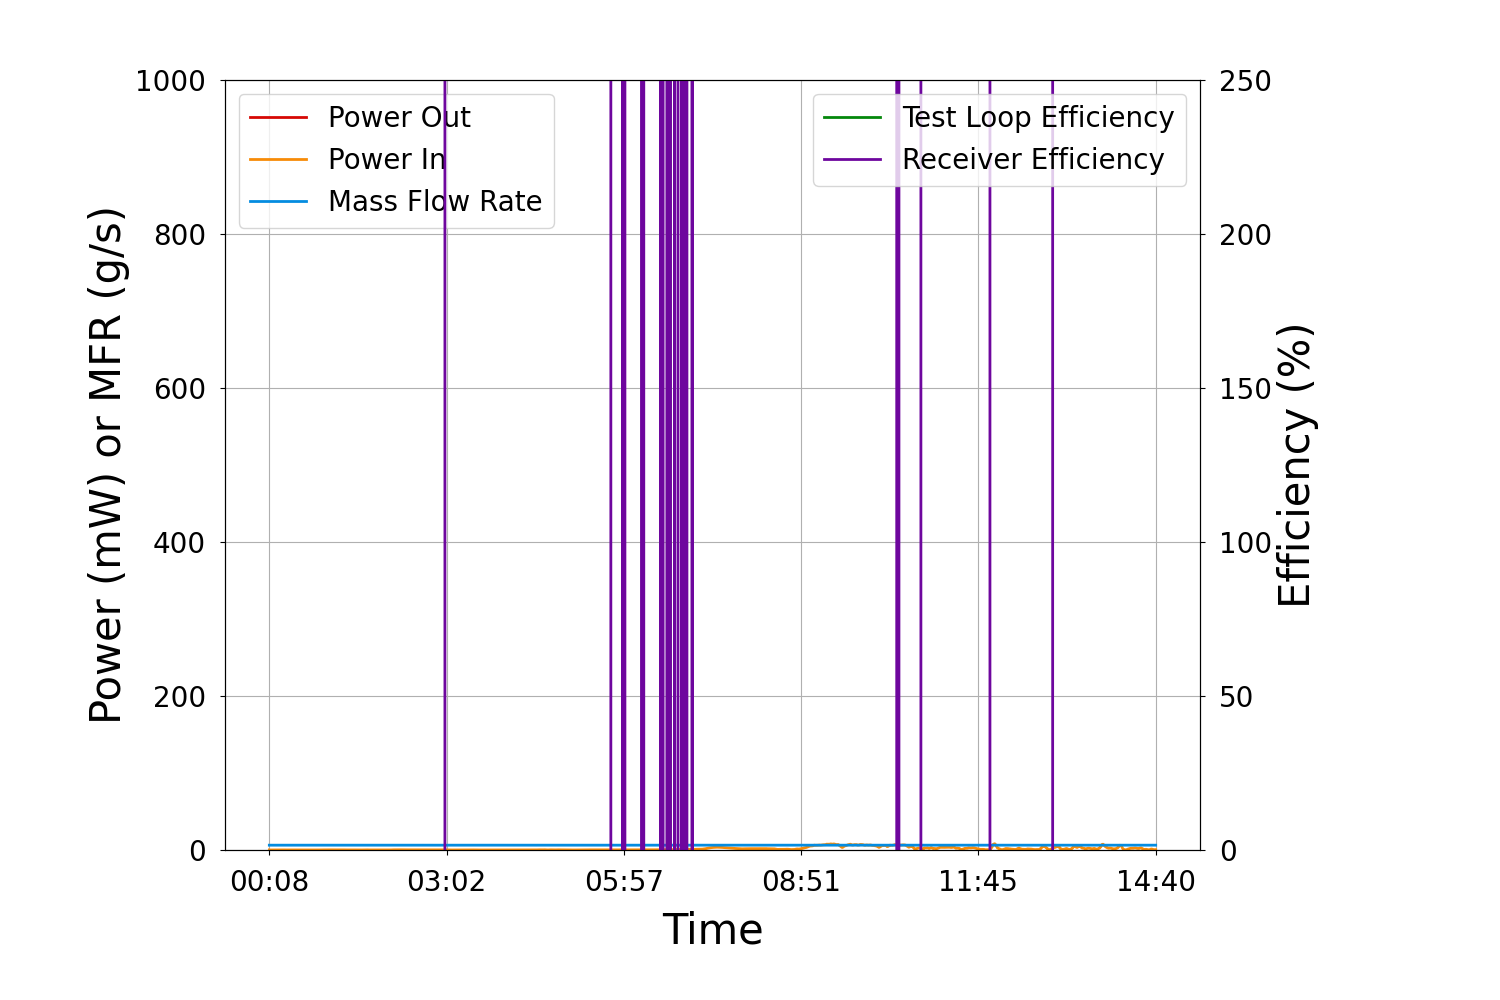 1000
800
600
400
200
0
Power (mW) or MFR (g/s)
Power Out
Power In
Mass Flow Rate
Test Loop Efficiency
Receiver Efficiency
250
200
150
100
50
0
Efficiency (%)
00:08 03:02 05:57 08:51 11:45 14:40
Time